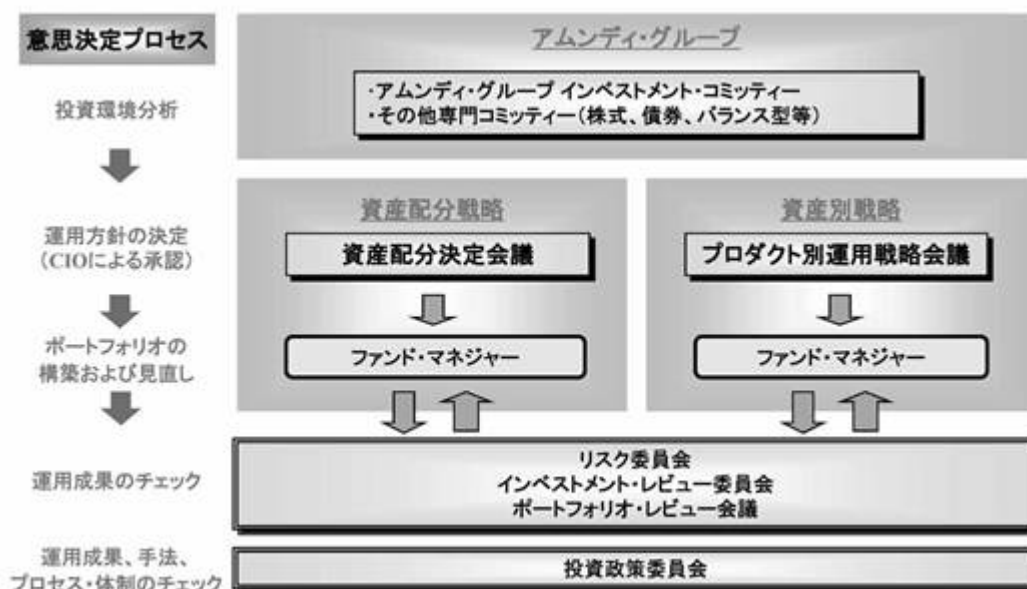 意思決定プロセス
アムンディ・グループ
投資環境分析
・アムンディ・グループ インベストメント・コミッティー
・その他専門コミッティー（株式、債券、バランス型等）
資産配分戦略
資産別戦略
運用方針の決定
（CIOによる承認）
資産配分決定会議
プロダクト別運用戦略会議
ポートフォリオの
構築および見直し
ファンド・マネジャー
ファンド・マネジャー
運用成果のチェック
リスク委員会
インベストメント・レビュー委員会
ポートフォリオ・レビュー会議
運用成果、手法、
プロセス・体制のチェック
投資政策委員会